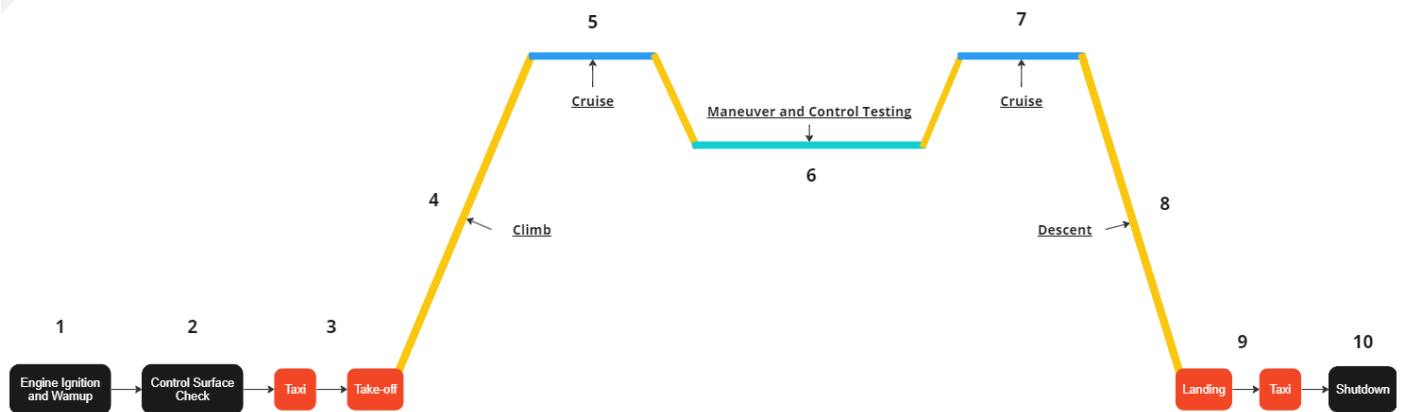 5
7
Cruise
Cruise
Maneuver and Control Testing
6
4
8
Climb
Descent
1
2
3
9
10
Engine Ignition
and Wamup
Control Surface
Check
Taxi
Take-off
Landing
Taxi
Shutdown